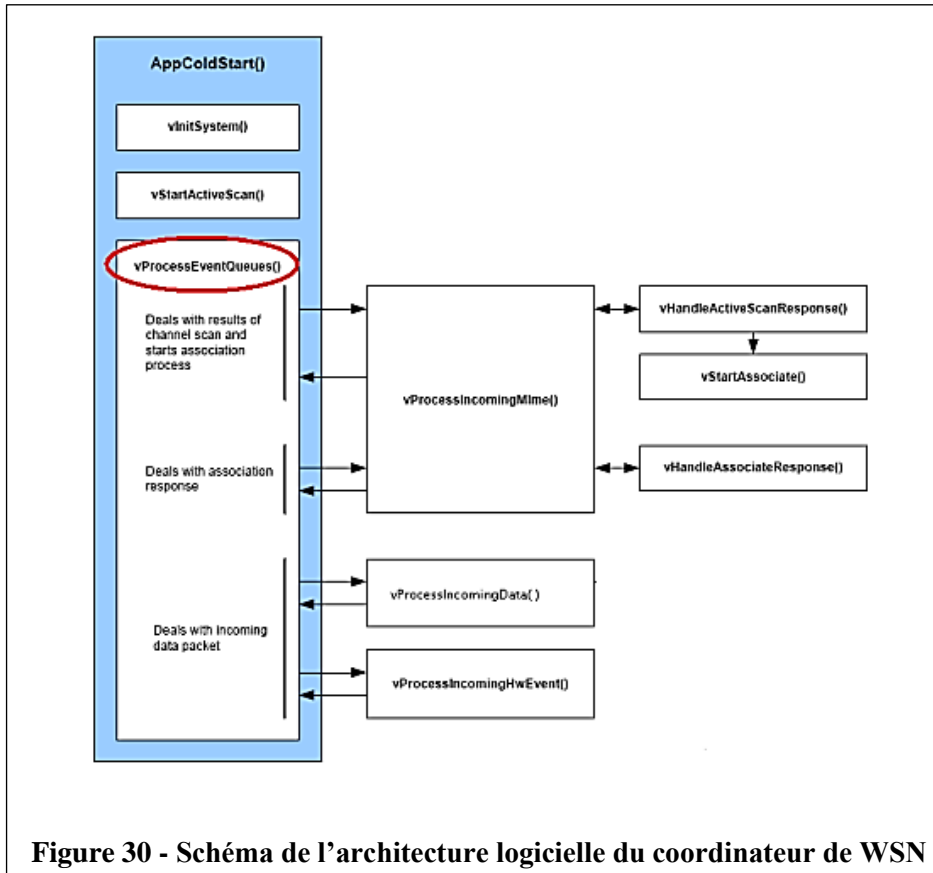 AppColdStart()
vInitSystem()
vStartActiveScan()
vProcessEventQueues()
Deals with results of
channel scan and
starts association
process
vProcessIncomingMlme()
vHandleActiveScanResponse()
vStartAssociate()
Deals with association
response
vHandleAssociateResponse()
Deals with incoming
data packet
vProcessIncomingData( )
vProcessIncomingHwEvent()
Figure 30 - Schéma de l’architecture logicielle du coordinateur de WSN